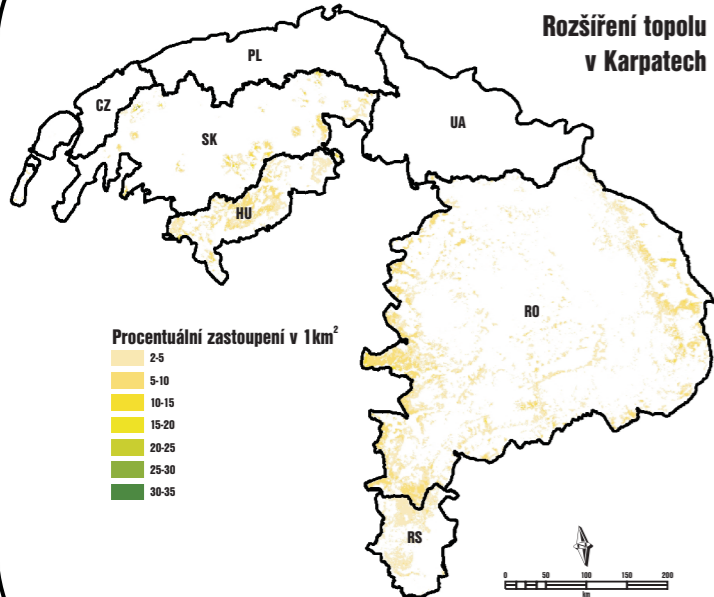 Rozšíření topolu
v Karpatech
PL
CZ
UA
SK
HU
RO
RS
Procentuální zastoupení v 1km²
2-5
5-10
10-15
15-20
20-25
25-30
30-35
0 50 100 150 200
km